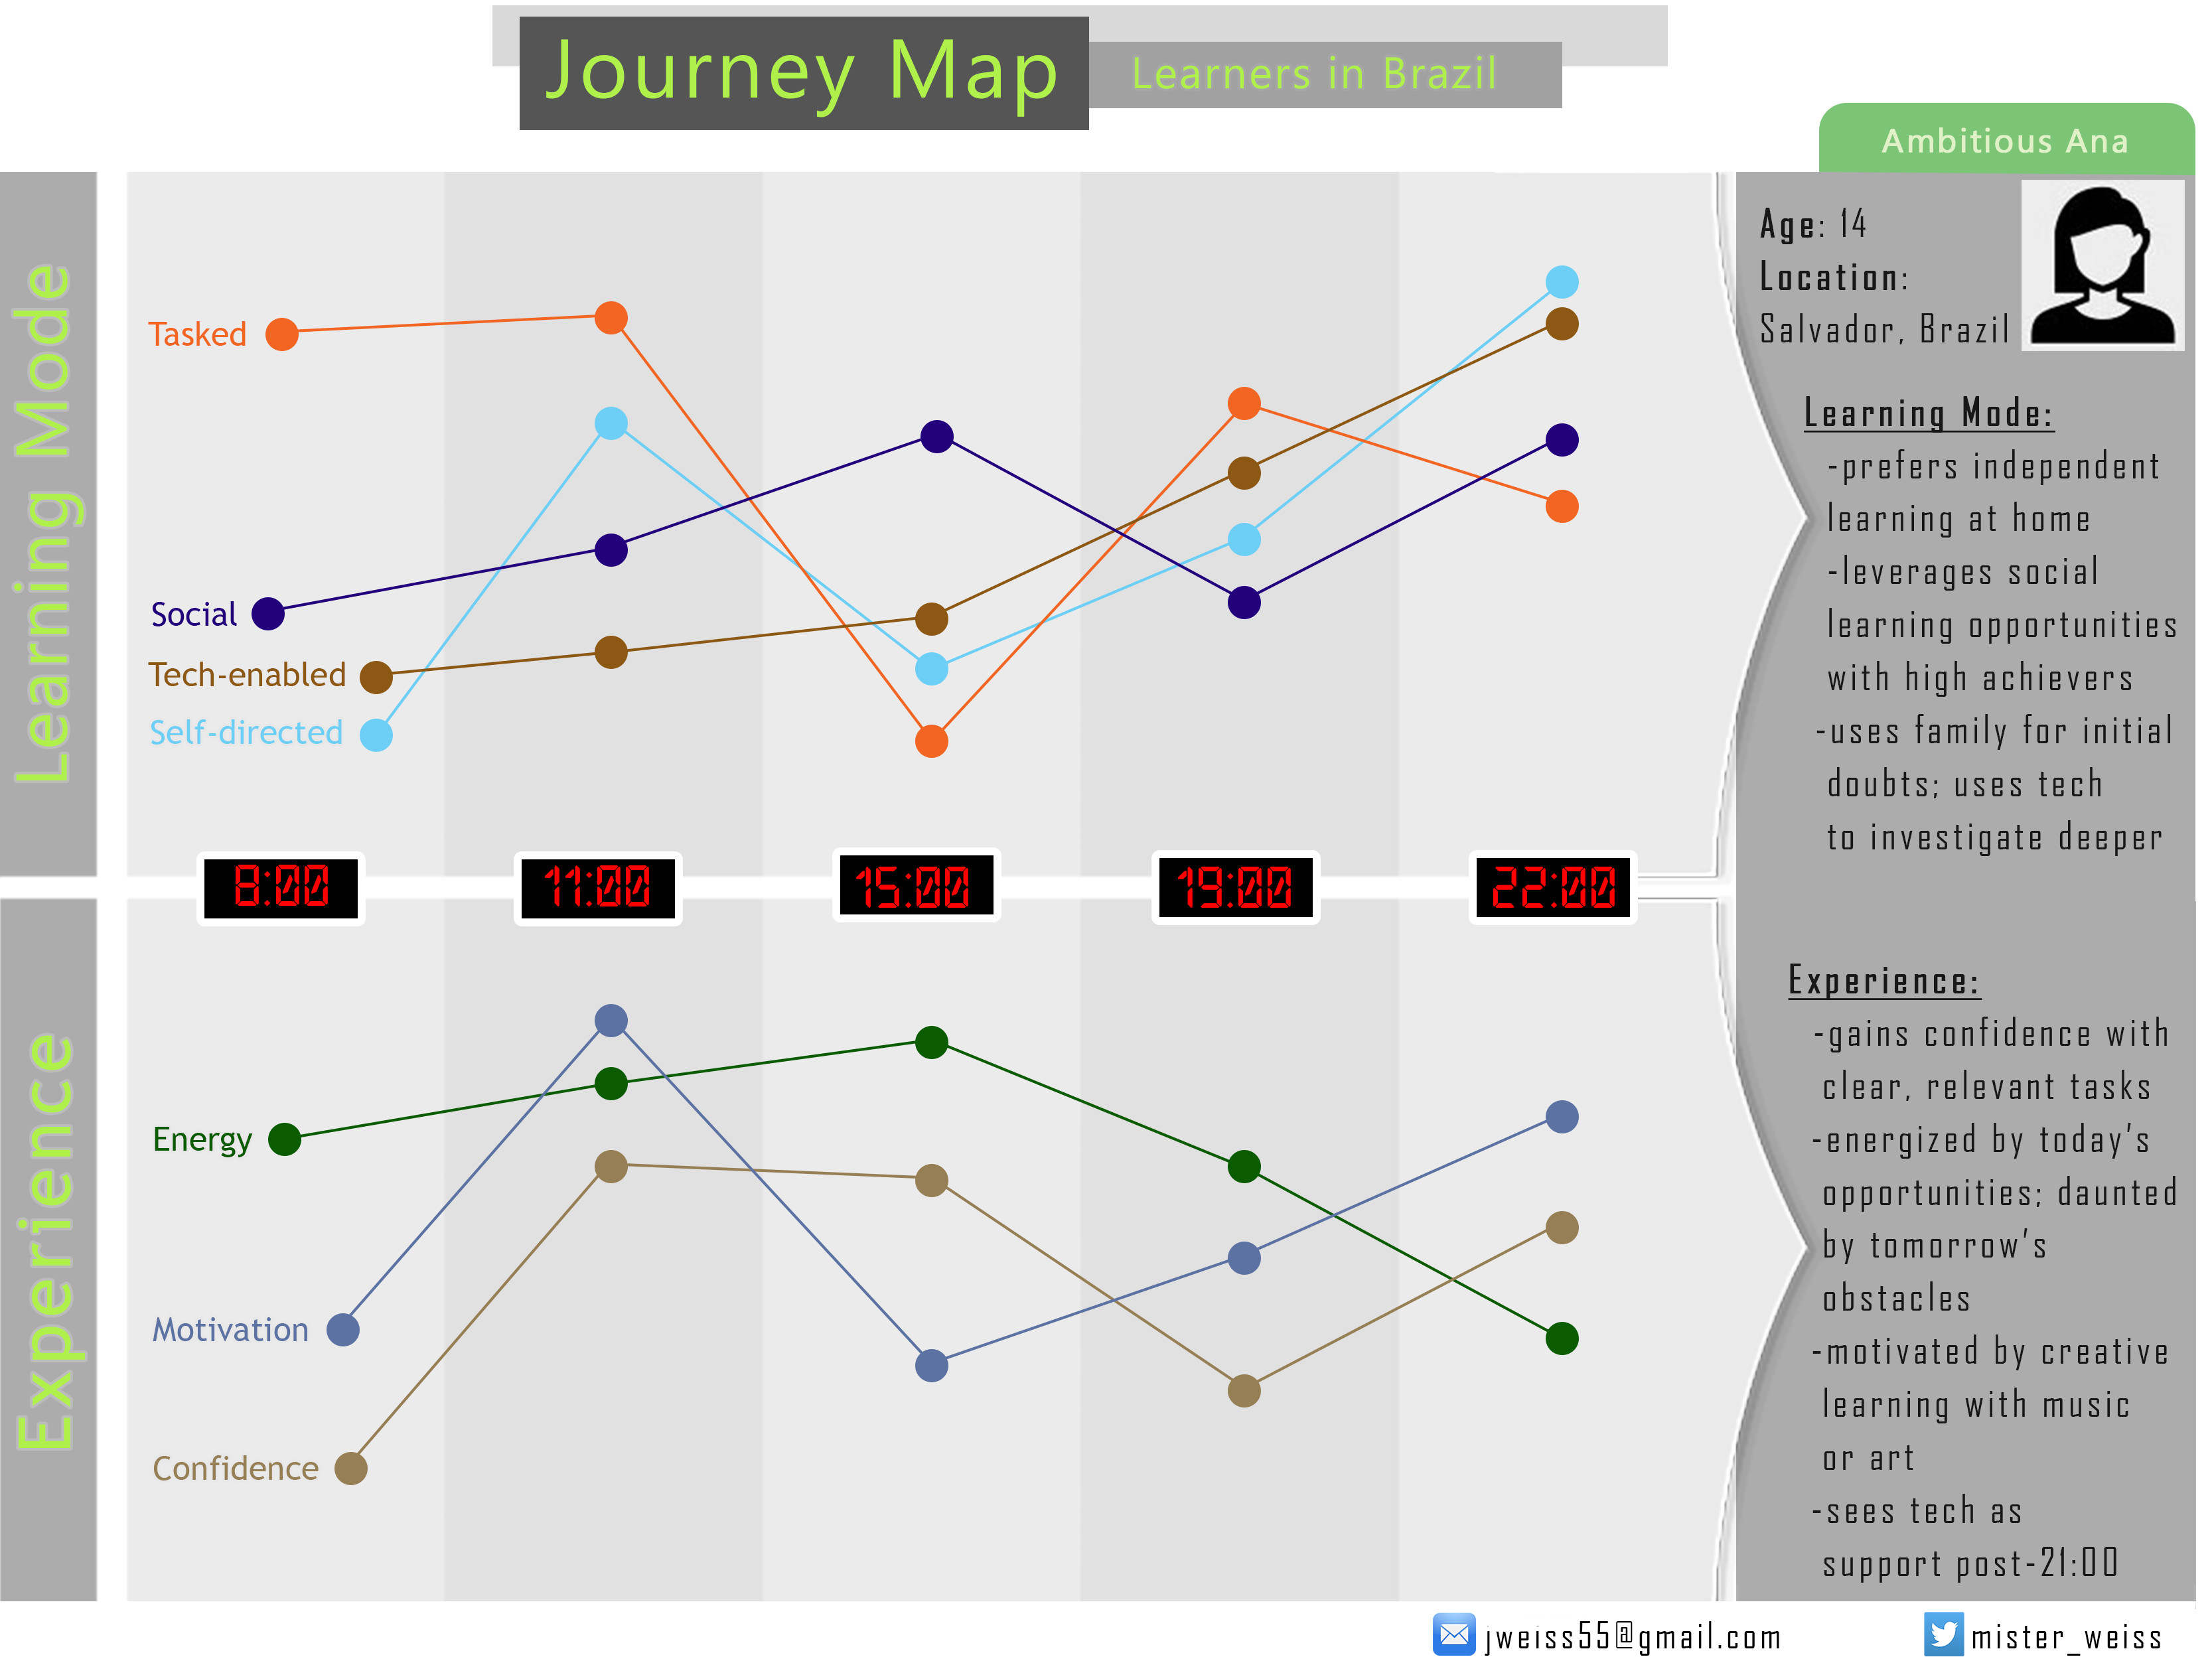 Journey Map
Learners in Brazil
Ambitious Ana
Learning Mode
Tasked
Social
Tech-enabled
Self-directed
8:00
11:00
15:00
19:00
22:00
Experience
Energy
Motivation
Confidence
Age: 14
Location:
Salvador, Brazil
Learning Mode:
-prefers independent
learning at home
-leverages social
learning opportunities
with high achievers
-uses family for initial
doubts; uses tech
to investigate deeper
Experience:
-gains confidence with
clear, relevant tasks
-energized by today's
opportunities; daunted
by tomorrow's
obstacles
-motivated by creative
learning with music
or art
-sees tech as
support post-21:00
jweiss55@gmail.com
mister_weiss